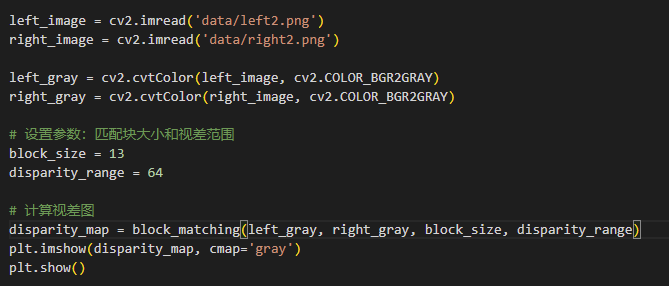 left_image = cv2.imread('data/left2.png')
right_image = cv2.imread('data/right2.png')
left_gray = cv2.cvtColor(left_image, cv2.COLOR_BGR2GRAY)
right_gray = cv2.cvtColor(right_image, cv2.COLOR_BGR2GRAY)
# 设置参数：匹配块大小和视差范围
block_size = 13
disparity_range = 64
# 计算视差图
disparity_map = block_matching(left_gray, right_gray, block_size, disparity_range)
plt.imshow(disparity_map, cmap='gray')
plt.show()